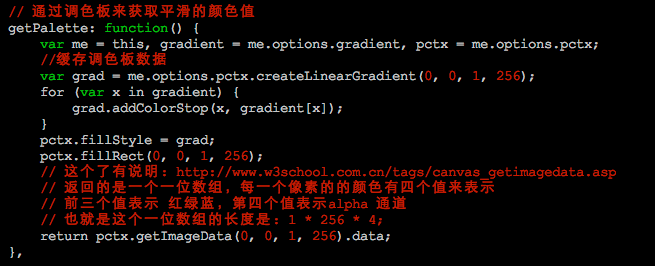 // 通过调色板来获取平滑的颜色值
getPalette: function() {
var me = this, gradient = me.options.gradient, pctx = me.options.pctx;
//缓存调色板数据
var grad = me.options.pctx.createLinearGradient(0, 0, 1, 256);
for (var x in gradient) {
grad.addColorStop(x, gradient[x]);
}
pctx.fillStyle = grad;
pctx.fillRect(0, 0, 1, 256);
// 这个了有说明：http://www.w3school.com.cn/tags/canvas_getimagedata.asp
// 返回的是一个一位数组，每一个像素的的颜色有四个值来表示
// 前三个值表示 红绿蓝，第四个值表示alpha 通道
// 也就是这个一位数组的长度是：1 * 256 * 4;
return pctx.getImageData(0, 0, 1, 256).data;
},